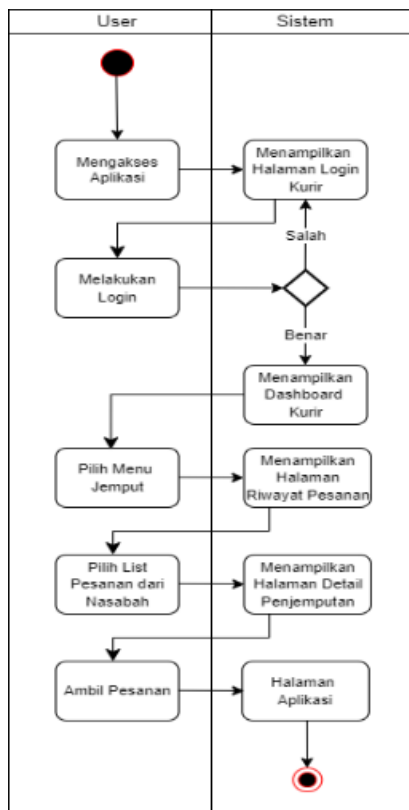 User
Sistem
Mengakses
Aplikasi
Menampilkan
Halaman Login
Kurir
Salah
Melakukan
Login
Benar
Menampilkan
Dashboard
Kurir
Pilih Menu
Jemput
Menampilkan
Halaman
Riwayat Pesanan
Pilih List
Pesanan dari
Nasabah
Menampilkan
Halaman Detail
Penjemputan
Ambil Pesanan
Halaman
Aplikasi